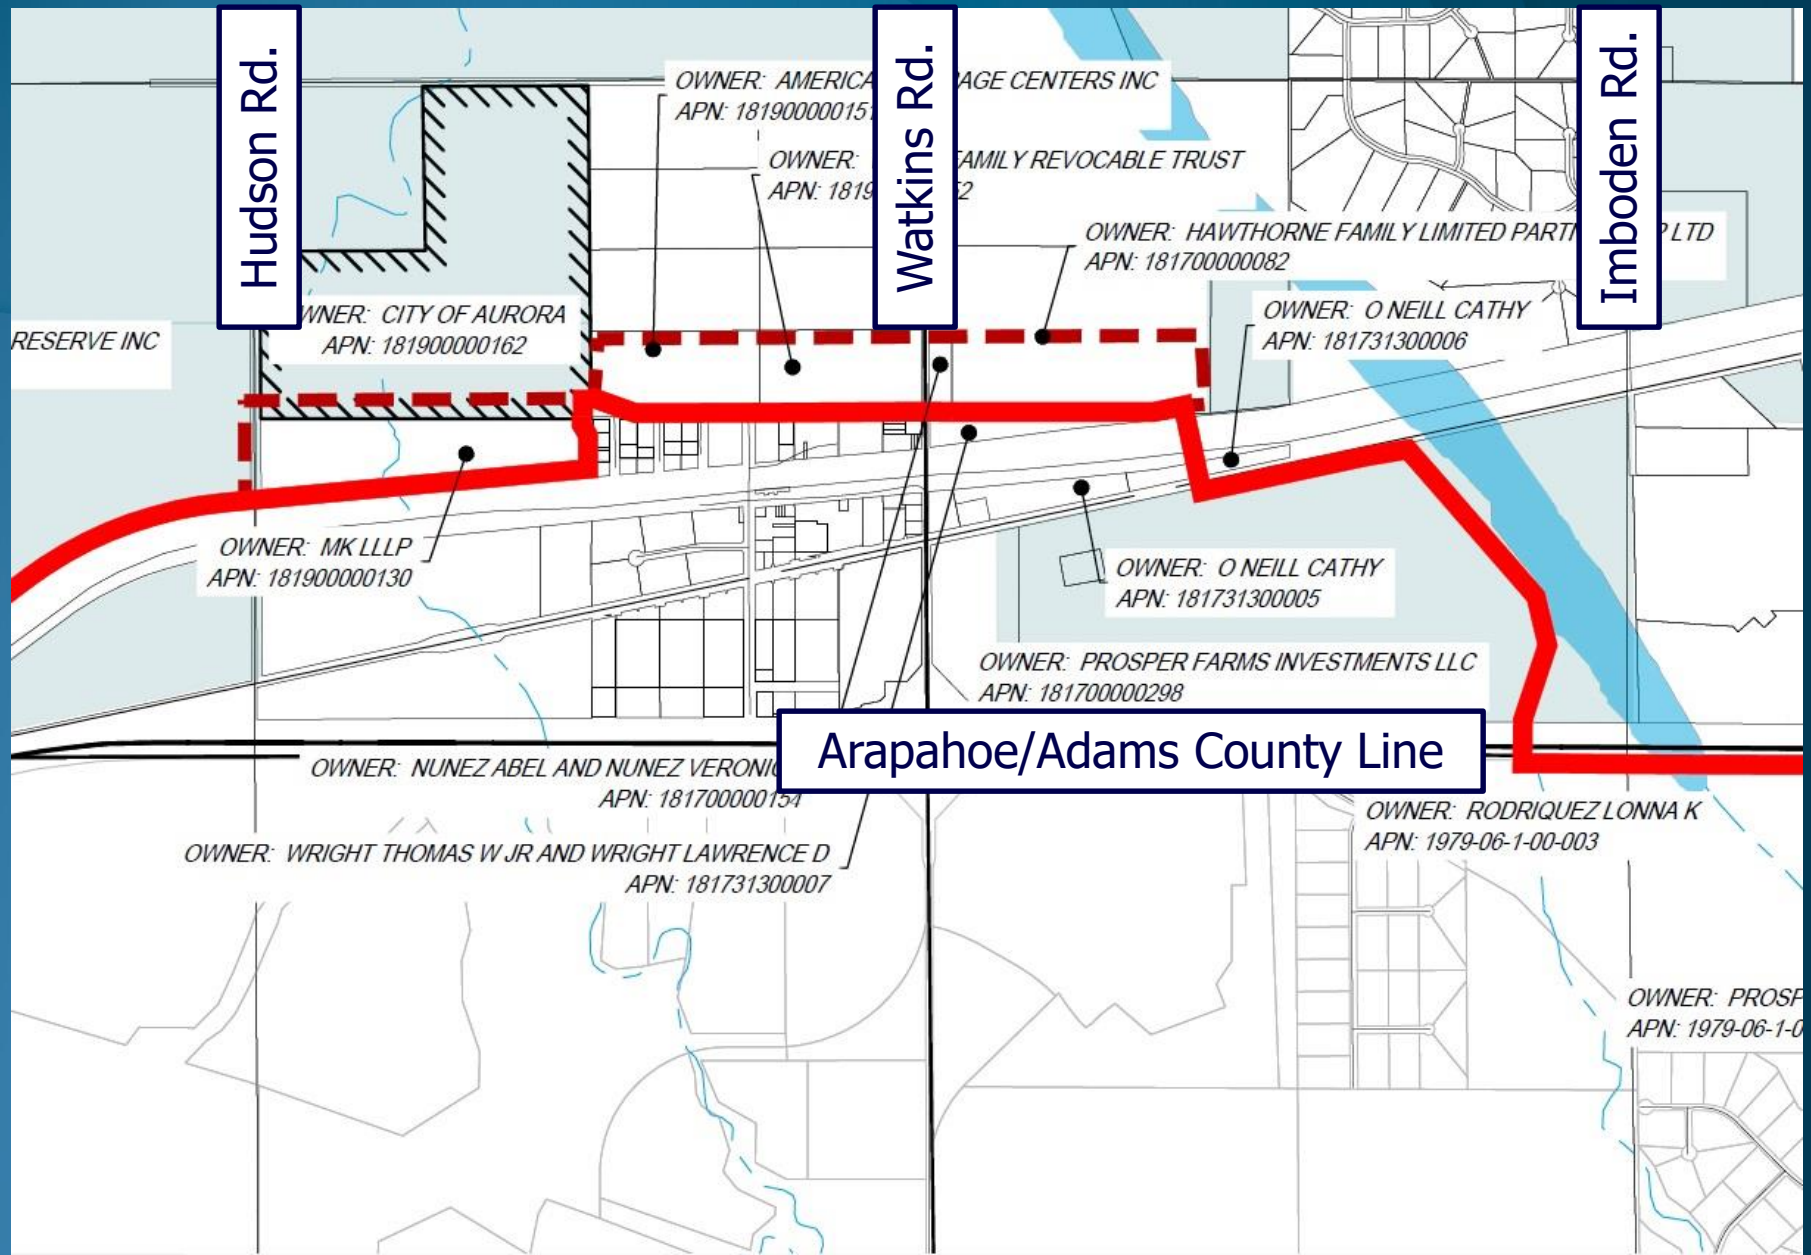 Hudson Rd.
Watkins Rd.
Imboden Rd.
OWNER: AMERICA AGE CENTERS INC
APN: 18190000015
OWNER: FAMILY REVOCABLE TRUST
APN: 1819 2
OWNER: HAWTHORNE FAMILY LIMITED PARTN P LTD
APN: 181700000082
OWNER: CITY OF AURORA
APN: 181900000162
OWNER: O NEILL CATHY
APN: 181731300006
RESERVE INC
OWNER: MK LLLP
APN: 181900000130
OWNER: O NEILL CATHY
APN: 181731300005
OWNER: PROSPER FARMS INVESTMENTS LLC
APN: 181700000298
Arapahoe/Adams County Line
OWNER: NUNEZ ABEL AND NUNEZ VERONIC
APN: 181700000154
OWNER: WRIGHT THOMAS W JR AND WRIGHT LAWRENCE D
APN: 181731300007
OWNER: RODRIQUEZ LONNA K
APN: 1979-06-1-00-003
OWNER: PROSP
APN: 1979-06-1-0